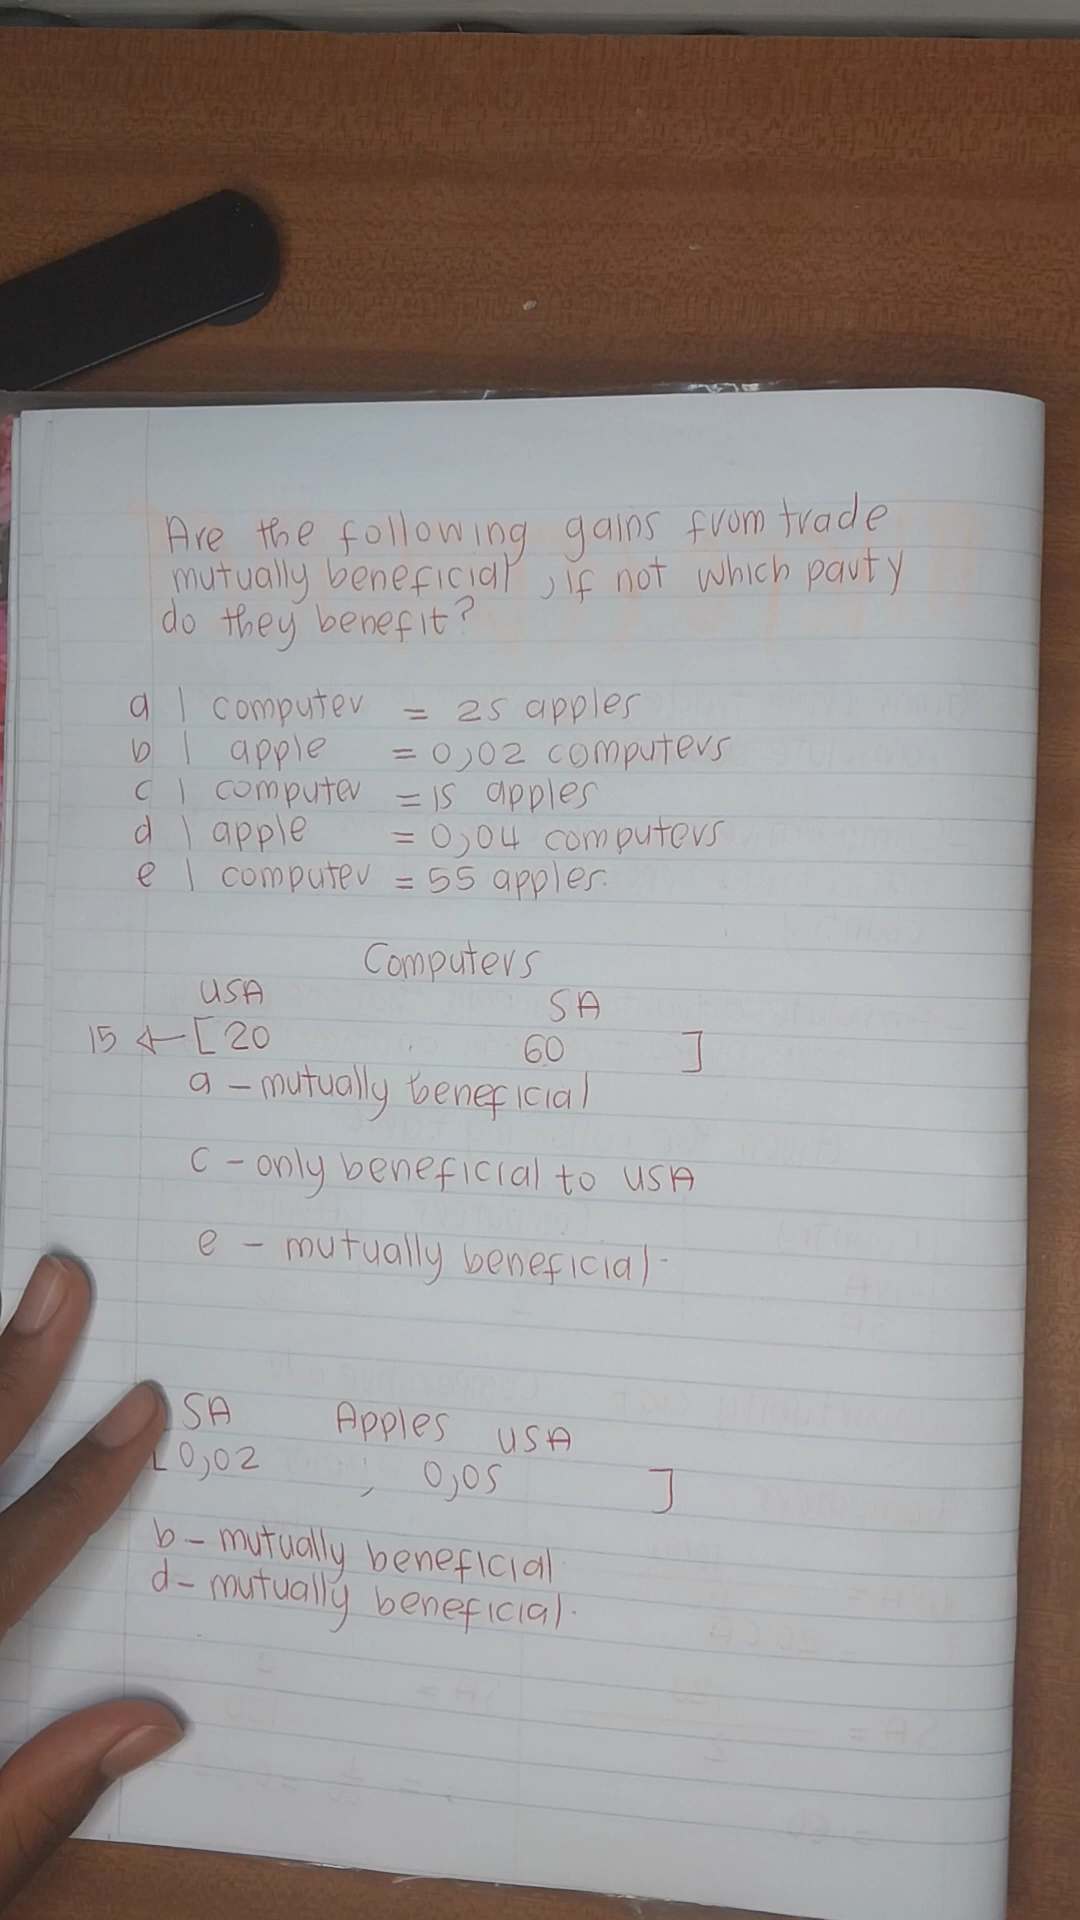 Are the following gains from trade
mutually beneficial, if not which party
do they benefit?
a 1 computer = 25 apples
b 1 apple = 0,02 computers
c 1 computer = 15 apples
d 1 apple = 0,04 computers
e 1 computer = 55 apples.
Computers
USA SA
15 ← [20 60 ]
a - mutually beneficial
c - only beneficial to USA
e - mutually beneficial.
SA Apples USA
[0,02 ; 0,05 ]
b - mutually beneficial
d - mutually beneficial.